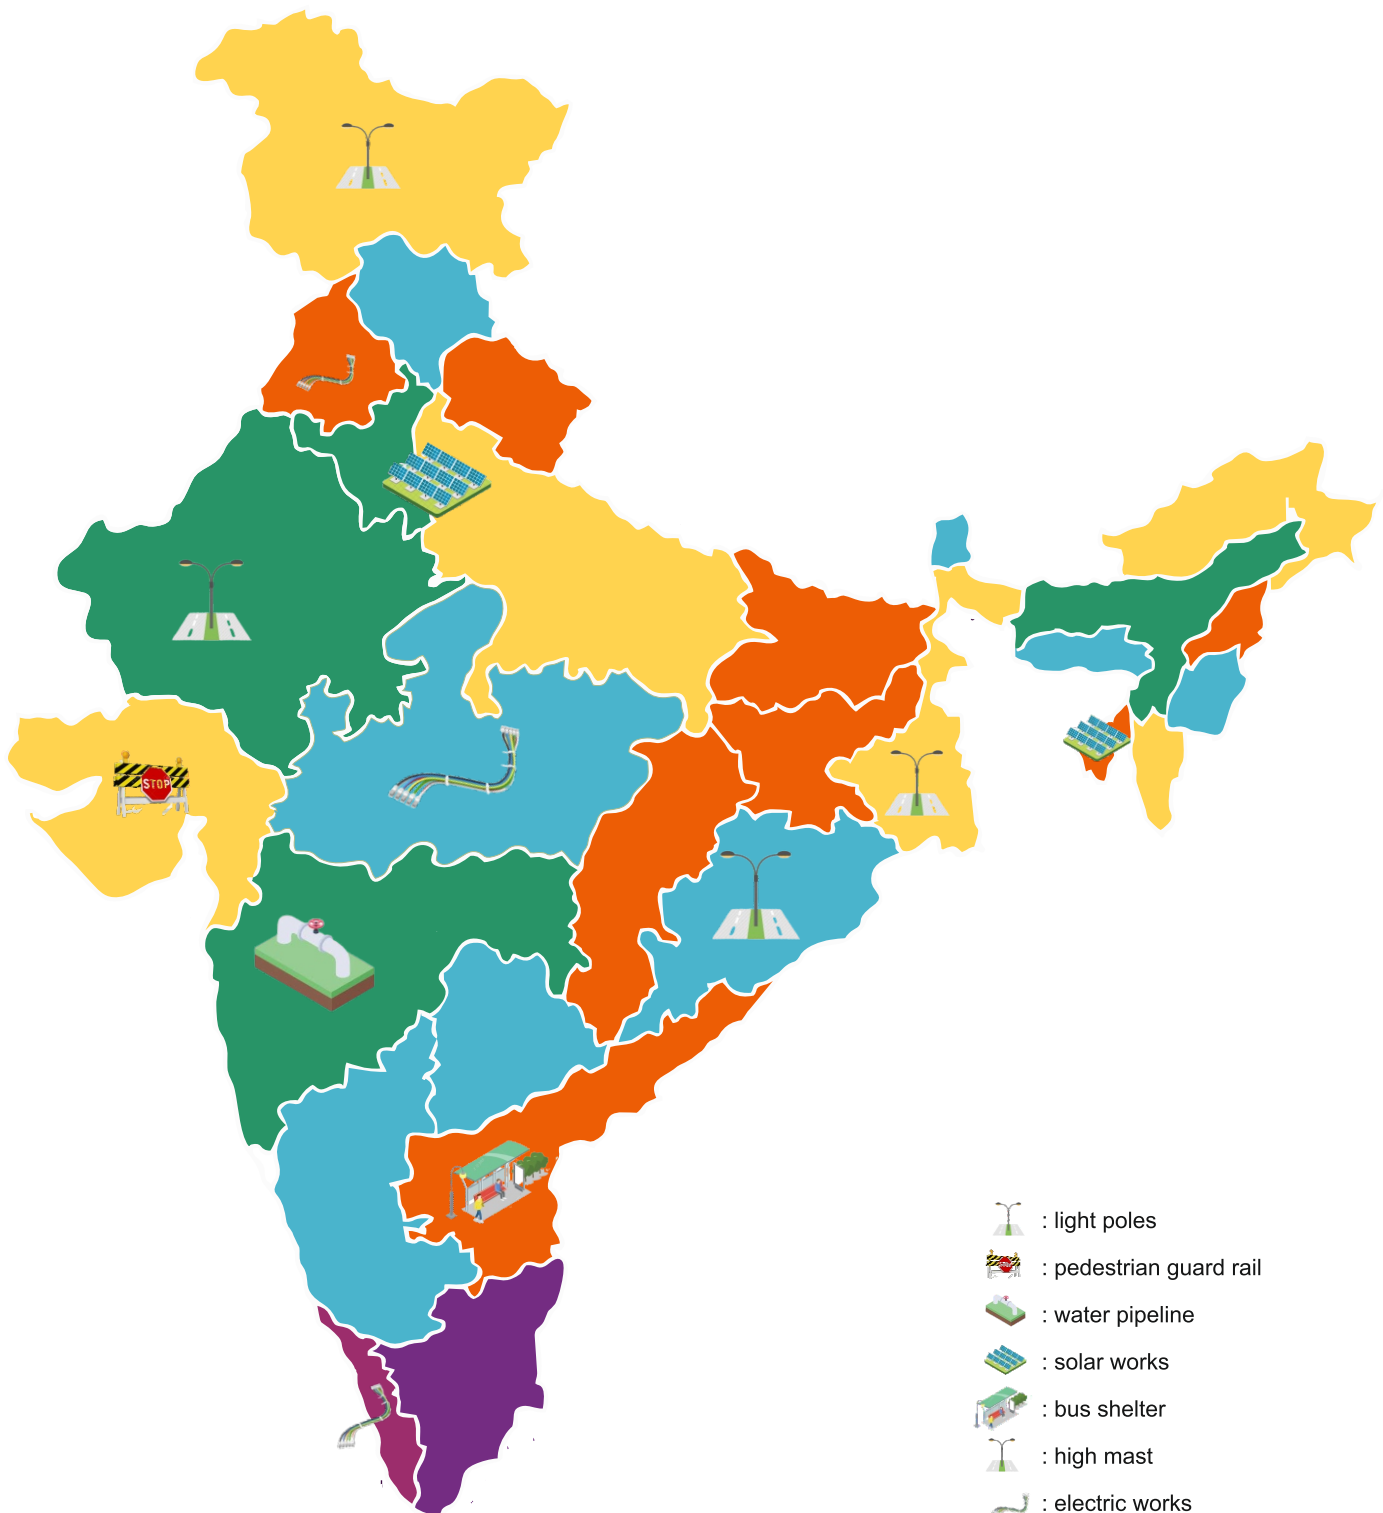 STOP
: light poles
: pedestrian guard rail
: water pipeline
: solar works
: bus shelter
: high mast
: electric works